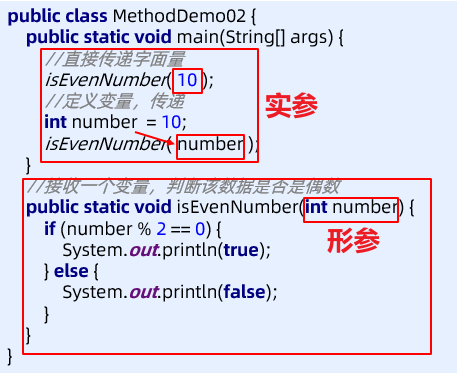 public class MethodDemo02 {
public static void main(String[] args) {
//直接传递字面量
isEvenNumber( 10 );
//定义变量，传递
int number = 10;
isEvenNumber( number );
实参
}
//接收一个变量，判断该数据是否是偶数
public static void isEvenNumber(int number) {
形参
if (number % 2 == 0) {
System.out.println(true);
} else {
System.out.println(false);
}
}
}